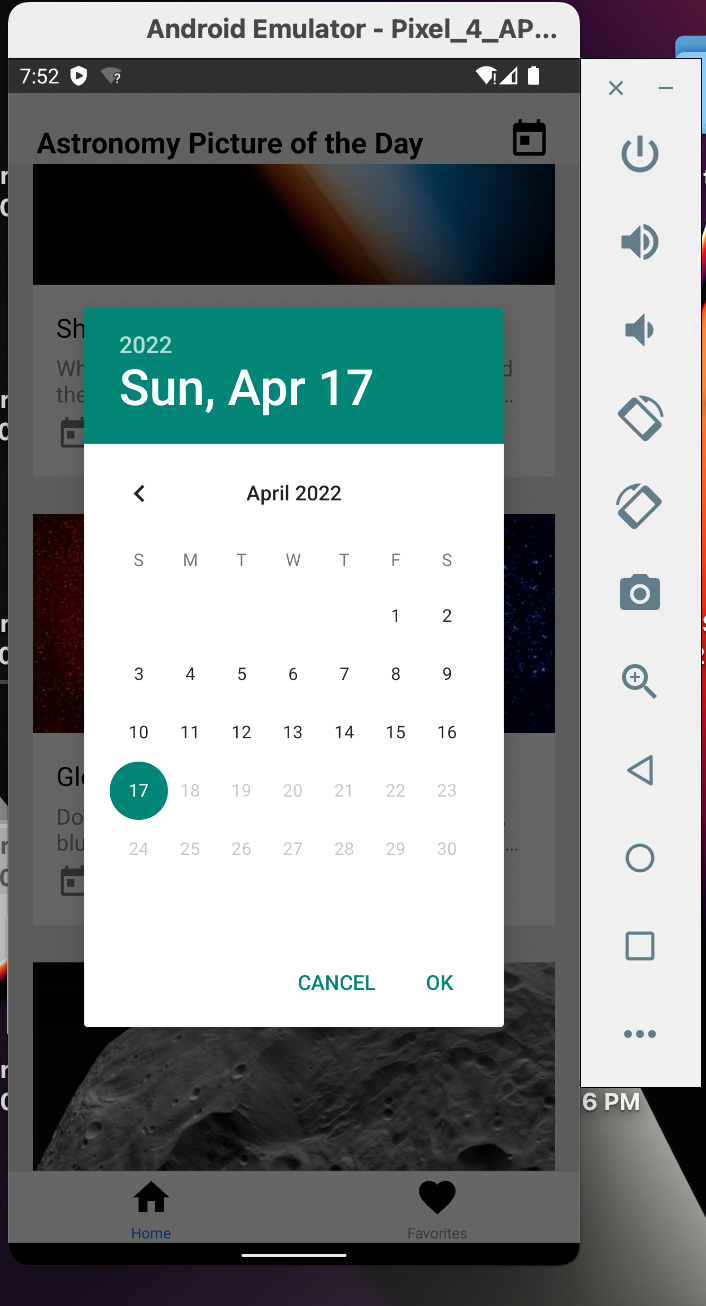 Android Emulator - Pixel_4_AP...
7:52
Astronomy Picture of the Day
Sh
Wh d
the ...
2022
Sun, Apr 17
April 2022
S M T W T F S
1 2
3 4 5 6 7 8 9
10 11 12 13 14 15 16
17 18 19 20 21 22 23
24 25 26 27 28 29 30
Gl
Do
blu ...
CANCEL OK
Home Favorites
6 PM